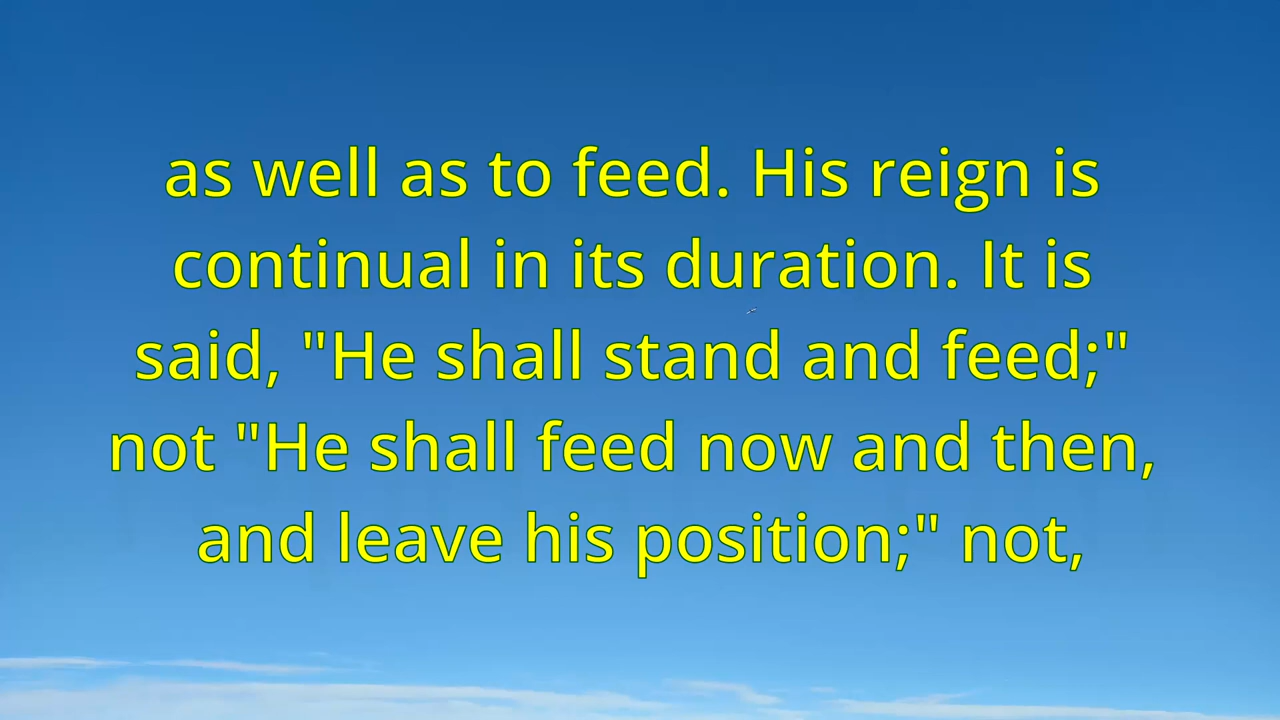 as well as to feed. His reign is
continual in its duration. It is
said, "He shall stand and feed;"
not "He shall feed now and then,
and leave his position;" not,